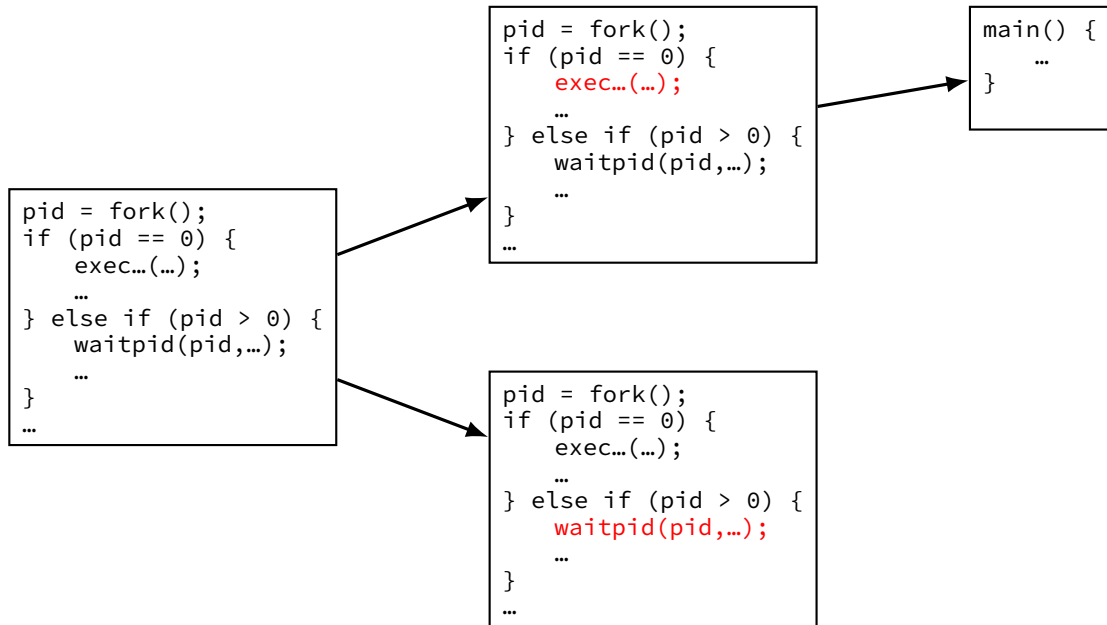 pid = fork();
if (pid == 0) {
    exec…(…);
    …
} else if (pid > 0) {
    waitpid(pid,…);
    …
}
…
pid = fork();
if (pid == 0) {
    exec…(…);
    …
} else if (pid > 0) {
    waitpid(pid,…);
    …
}
…
main() {
    …
}
pid = fork();
if (pid == 0) {
    exec…(…);
    …
} else if (pid > 0) {
    waitpid(pid,…);
    …
}
…